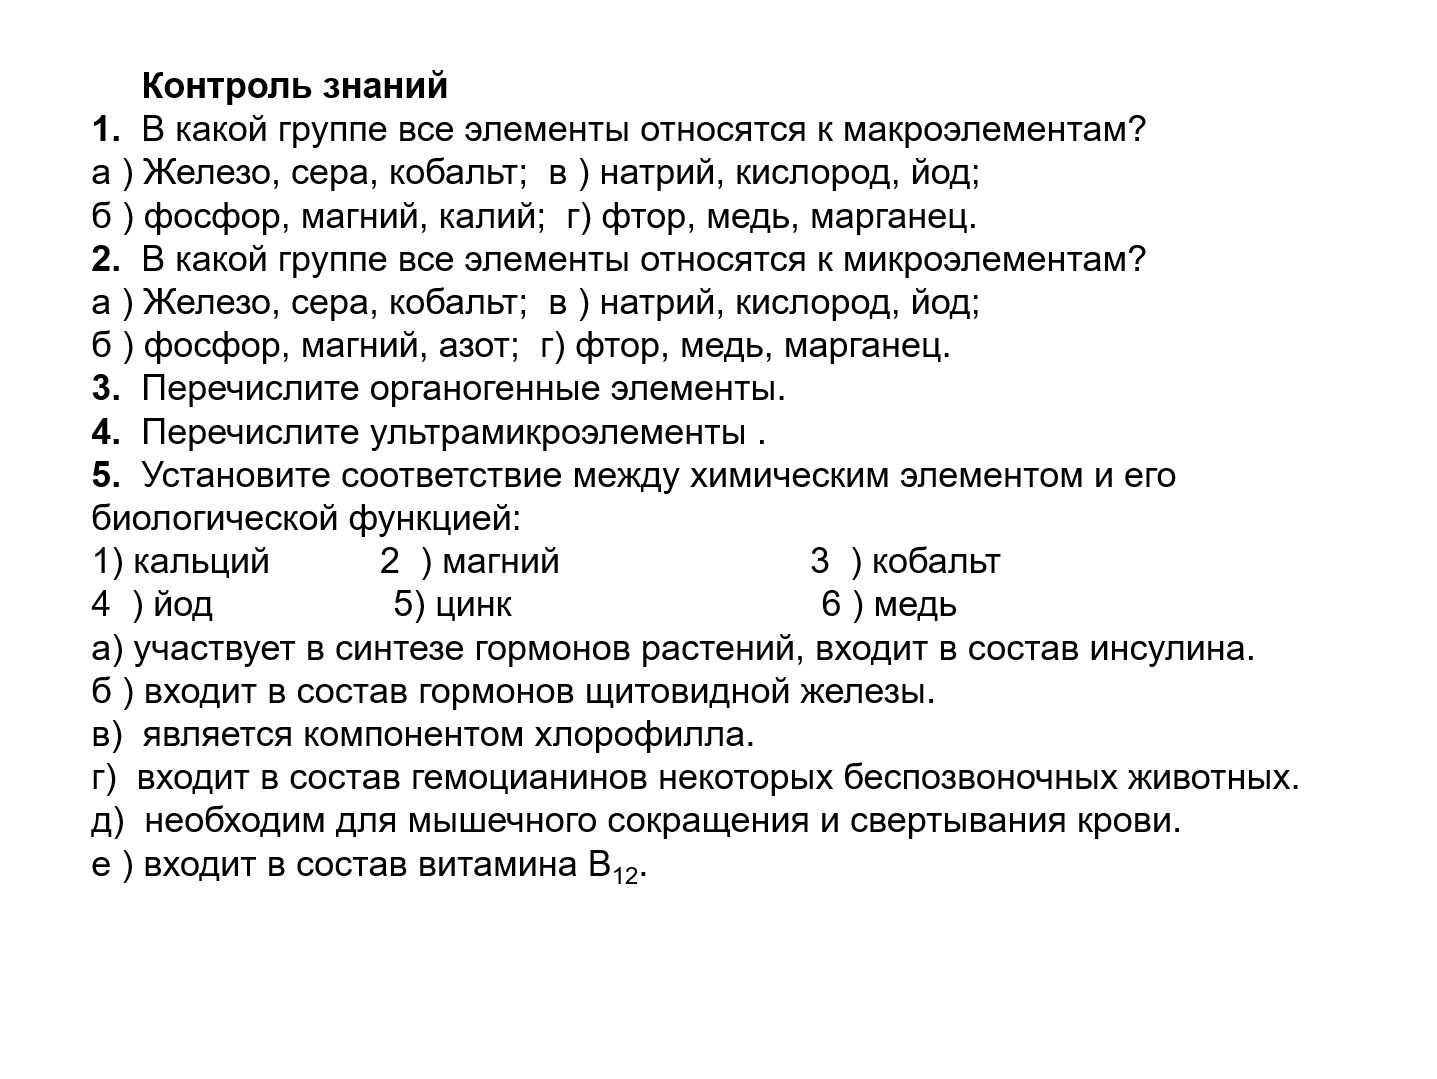 Контроль знаний
1. В какой группе все элементы относятся к макроэлементам?
а ) Железо, сера, кобальт; в ) натрий, кислород, йод;
б ) фосфор, магний, калий; г) фтор, медь, марганец.
2. В какой группе все элементы относятся к микроэлементам?
а ) Железо, сера, кобальт; в ) натрий, кислород, йод;
б ) фосфор, магний, азот; г) фтор, медь, марганец.
3. Перечислите органогенные элементы.
4. Перечислите ультрамикроэлементы .
5. Установите соответствие между химическим элементом и его
биологической функцией:
1) кальций 2 ) магний 3 ) кобальт
4 ) йод 5) цинк 6 ) медь
а) участвует в синтезе гормонов растений, входит в состав инсулина.
б ) входит в состав гормонов щитовидной железы.
в) является компонентом хлорофилла.
г) входит в состав гемоцианинов некоторых беспозвоночных животных.
д) необходим для мышечного сокращения и свертывания крови.
е ) входит в состав витамина В₁₂.